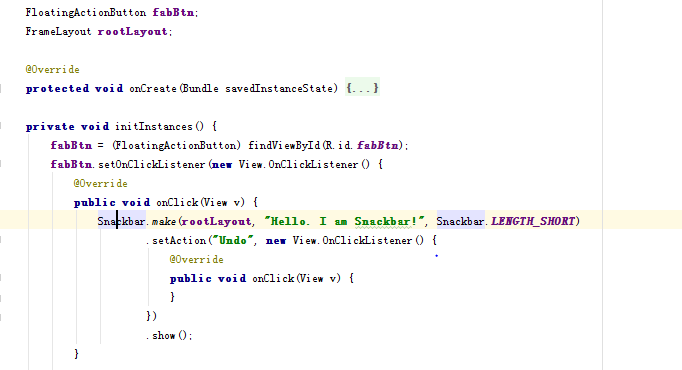 FloatingActionButton fabBtn;
FrameLayout rootLayout;
@Override
protected void onCreate(Bundle savedInstanceState) {...}
private void initInstances() {
fabBtn = (FloatingActionButton) findViewById(R.id.fabBtn);
fabBtn.setOnClickListener(new View.OnClickListener() {
@Override
public void onClick(View v) {
Snackbar.make(rootLayout, "Hello. I am Snackbar!", Snackbar.LENGTH_SHORT)
.setAction("Undo", new View.OnClickListener() {
@Override
public void onClick(View v) {
}
})
.show();
}